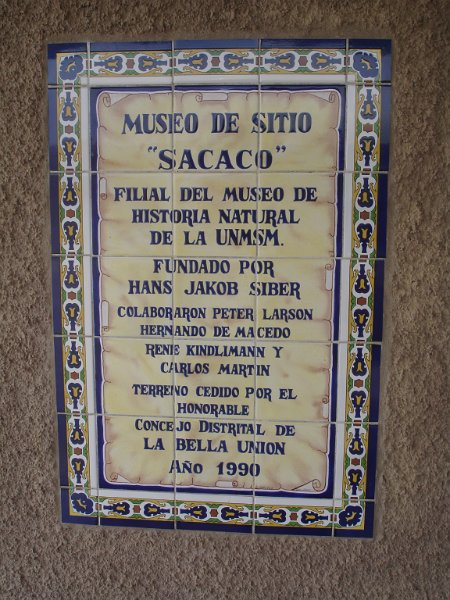 MUSEO DE SITIO
"SACACO"
FILIAL DEL MUSEO DE
HISTORIA NATURAL
DE LA UNMSM.
FUNDADO POR
HANS JAKOB SIBER
COLABORARON PETER LARSON
HERNANDO DE MACEDO
RENE KINDLIMANN Y
CARLOS MARTIN
TERRENO CEDIDO POR EL
HONORABLE
CONCEJO DISTRITAL DE
LA BELLA UNION
AÑO 1990